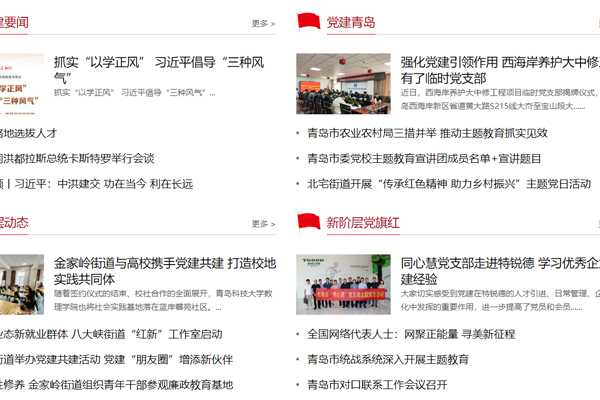 建要闻
更多 >
抓实“以学正风” 习近平倡导“三种风
气”
抓实“以学正风” 习近平倡导“三种风气”...
学正风”
“三种风气”
格地选拔人才
同洪都拉斯总统卡斯特罗举行会谈
频丨习近平：中洪建交 功在当今 利在长远
党建青岛
更多
强化党建引领作用 西海岸养护大中修
有了临时党支部
近日，西海岸养护大中修工程项目临时党支部揭牌仪式，
岛西海岸新区省道黄大路S215线大夼至宝山段大......
青岛市农业农村局三措并举 推动主题教育抓实见效
青岛市委党校主题教育宣讲团成员名单+宣讲题目
北宅街道开展“传承红色精神 助力乡村振兴”主题党日活动
层动态
更多 >
金家岭街道与高校携手党建共建 打造校地
实践共同体
随着签约仪式的结束、校社合作的全面展开，青岛科技大学数
理学院也将社会实践基地落在蓝岸馨苑社区。...
业态新就业群体 八大峡街道“红新”工作室启动
街道举办党建共建活动 党建“朋友圈”增添新伙伴
性修养 金家岭街道组织青年干部参观廉政教育基地
新阶层党旗红
更多
TGOOD
同心慧党支部走进特锐德 学习优秀企
建经验
大家切实感受到党建在特锐德的人才引进、日常管理、企
化中发挥的重要作用，进一步提高了党员和会员......
全国网络代表人士：网聚正能量 寻美新征程
青岛市统战系统深入开展主题教育
青岛市对口联系工作会议召开